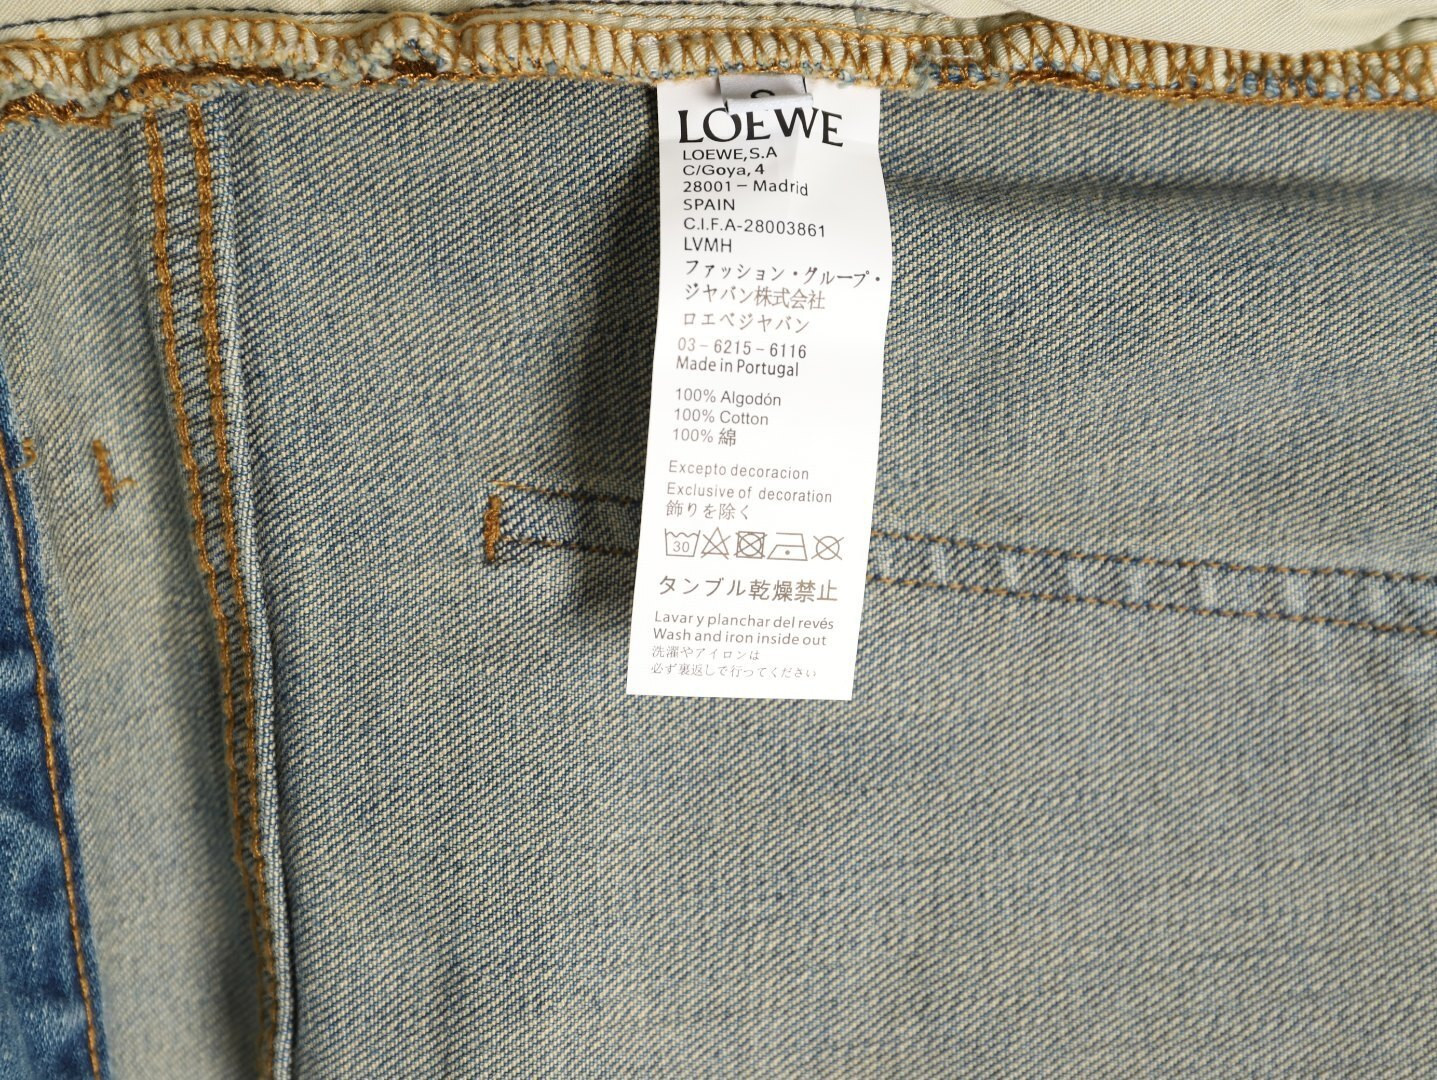 S
LOEWE
LOEWE,S.A
C/Goya, 4
28001 – Madrid
SPAIN
C.I.F.A-28003861
LVMH
ファッション・グループ・
ジャパン株式会社
ロエベジャパン
03 – 6215 – 6116
Made in Portugal
100% Algodón
100% Cotton
100% 綿
Excepto decoracion
Exclusive of decoration
飾りを除く
30
タンブル乾燥禁止
Lavar y planchar del revés
Wash and iron inside out
洗濯やアイロンは
必ず裏返しで行ってください